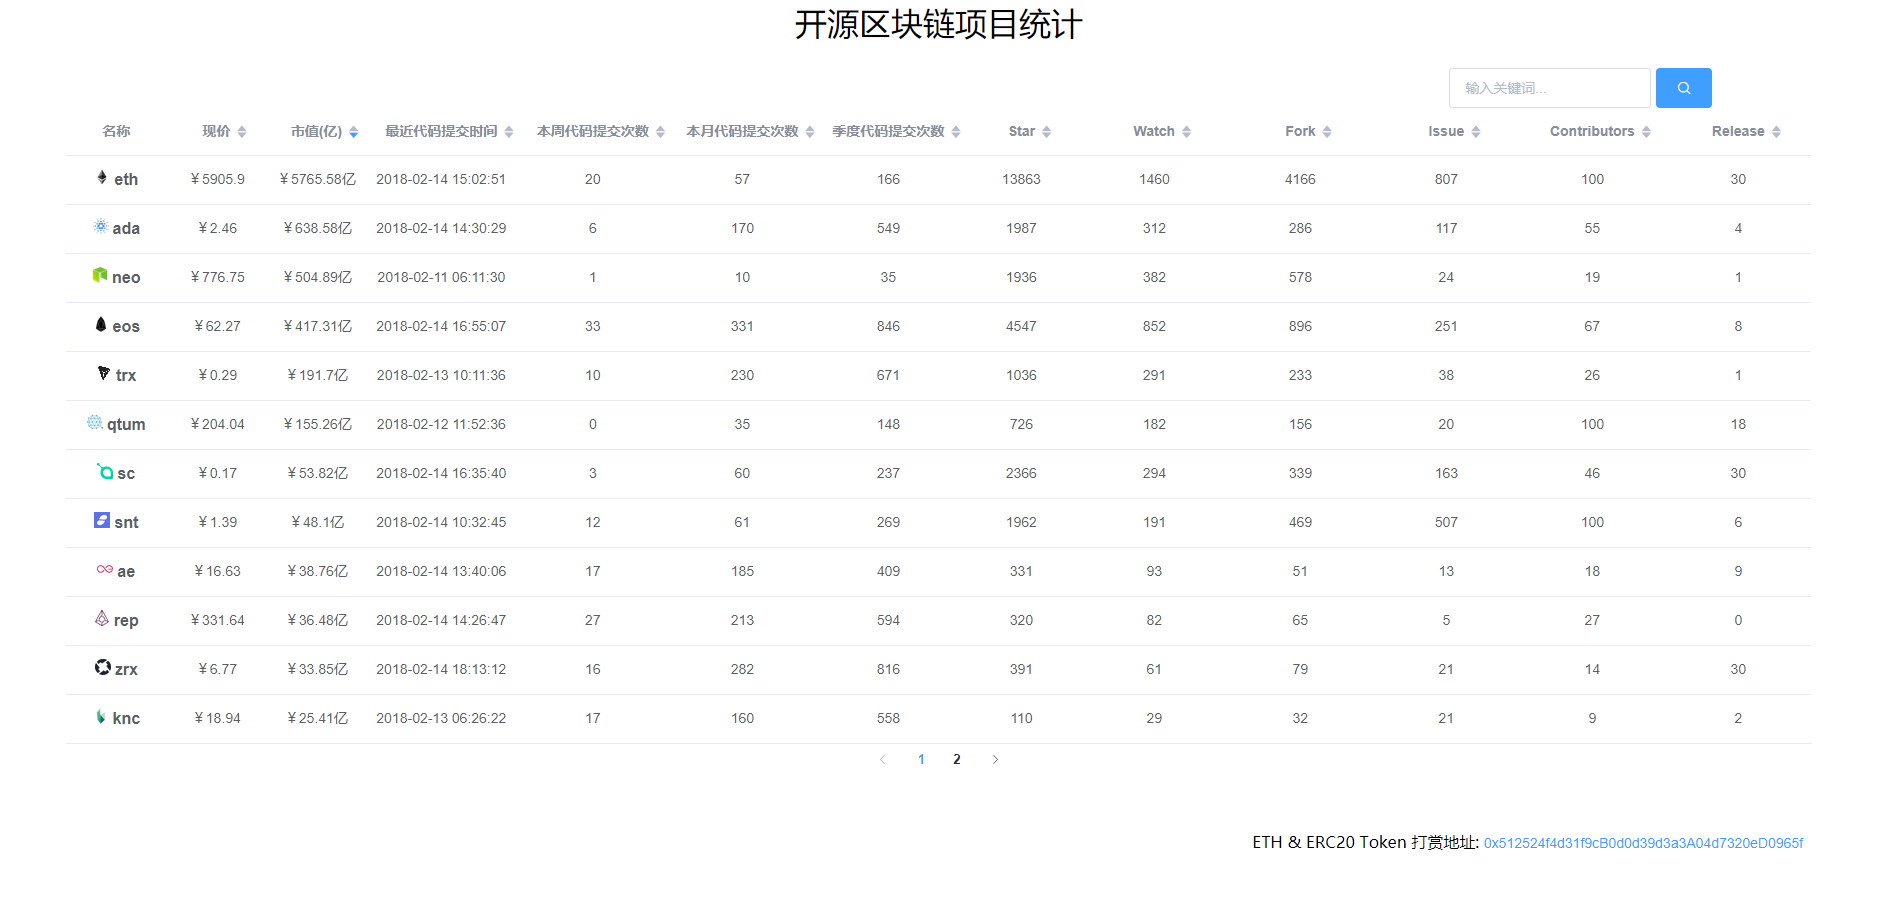 开源区块链项目统计
输入关键词...
名称 现价 市值(亿) 最近代码提交时间 本周代码提交次数 本月代码提交次数 季度代码提交次数 Star Watch Fork Issue Contributors Release
eth ¥5905.9 ¥5765.58亿 2018-02-14 15:02:51 20 57 166 13863 1460 4166 807 100 30
ada ¥2.46 ¥638.58亿 2018-02-14 14:30:29 6 170 549 1987 312 286 117 55 4
neo ¥776.75 ¥504.89亿 2018-02-11 06:11:30 1 10 35 1936 382 578 24 19 1
eos ¥62.27 ¥417.31亿 2018-02-14 16:55:07 33 331 846 4547 852 896 251 67 8
trx ¥0.29 ¥191.7亿 2018-02-13 10:11:36 10 230 671 1036 291 233 38 26 1
qtum ¥204.04 ¥155.26亿 2018-02-12 11:52:36 0 35 148 726 182 156 20 100 18
sc ¥0.17 ¥53.82亿 2018-02-14 16:35:40 3 60 237 2366 294 339 163 46 30
snt ¥1.39 ¥48.1亿 2018-02-14 10:32:45 12 61 269 1962 191 469 507 100 6
ae ¥16.63 ¥38.76亿 2018-02-14 13:40:06 17 185 409 331 93 51 13 18 9
rep ¥331.64 ¥36.48亿 2018-02-14 14:26:47 27 213 594 320 82 65 5 27 0
zrx ¥6.77 ¥33.85亿 2018-02-14 18:13:12 16 282 816 391 61 79 21 14 30
knc ¥18.94 ¥25.41亿 2018-02-13 06:26:22 17 160 558 110 29 32 21 9 2
1 2
ETH & ERC20 Token 打赏地址: 0x512524f4d31f9cB0d0d39d3a3A04d7320eD0965f